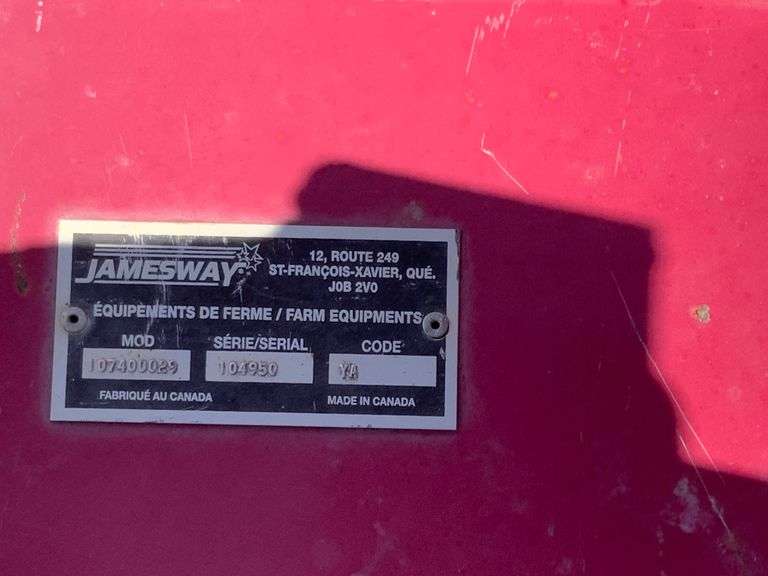 JAMESWAY
12, ROUTE 249
ST-FRANÇOIS-XAVIER, QUÉ.
J0B 2V0
ÉQUIPEMENTS DE FERME / FARM EQUIPMENTS
MOD SÉRIE/SERIAL CODE
107400029 104950 YA
FABRIQUÉ AU CANADA MADE IN CANADA